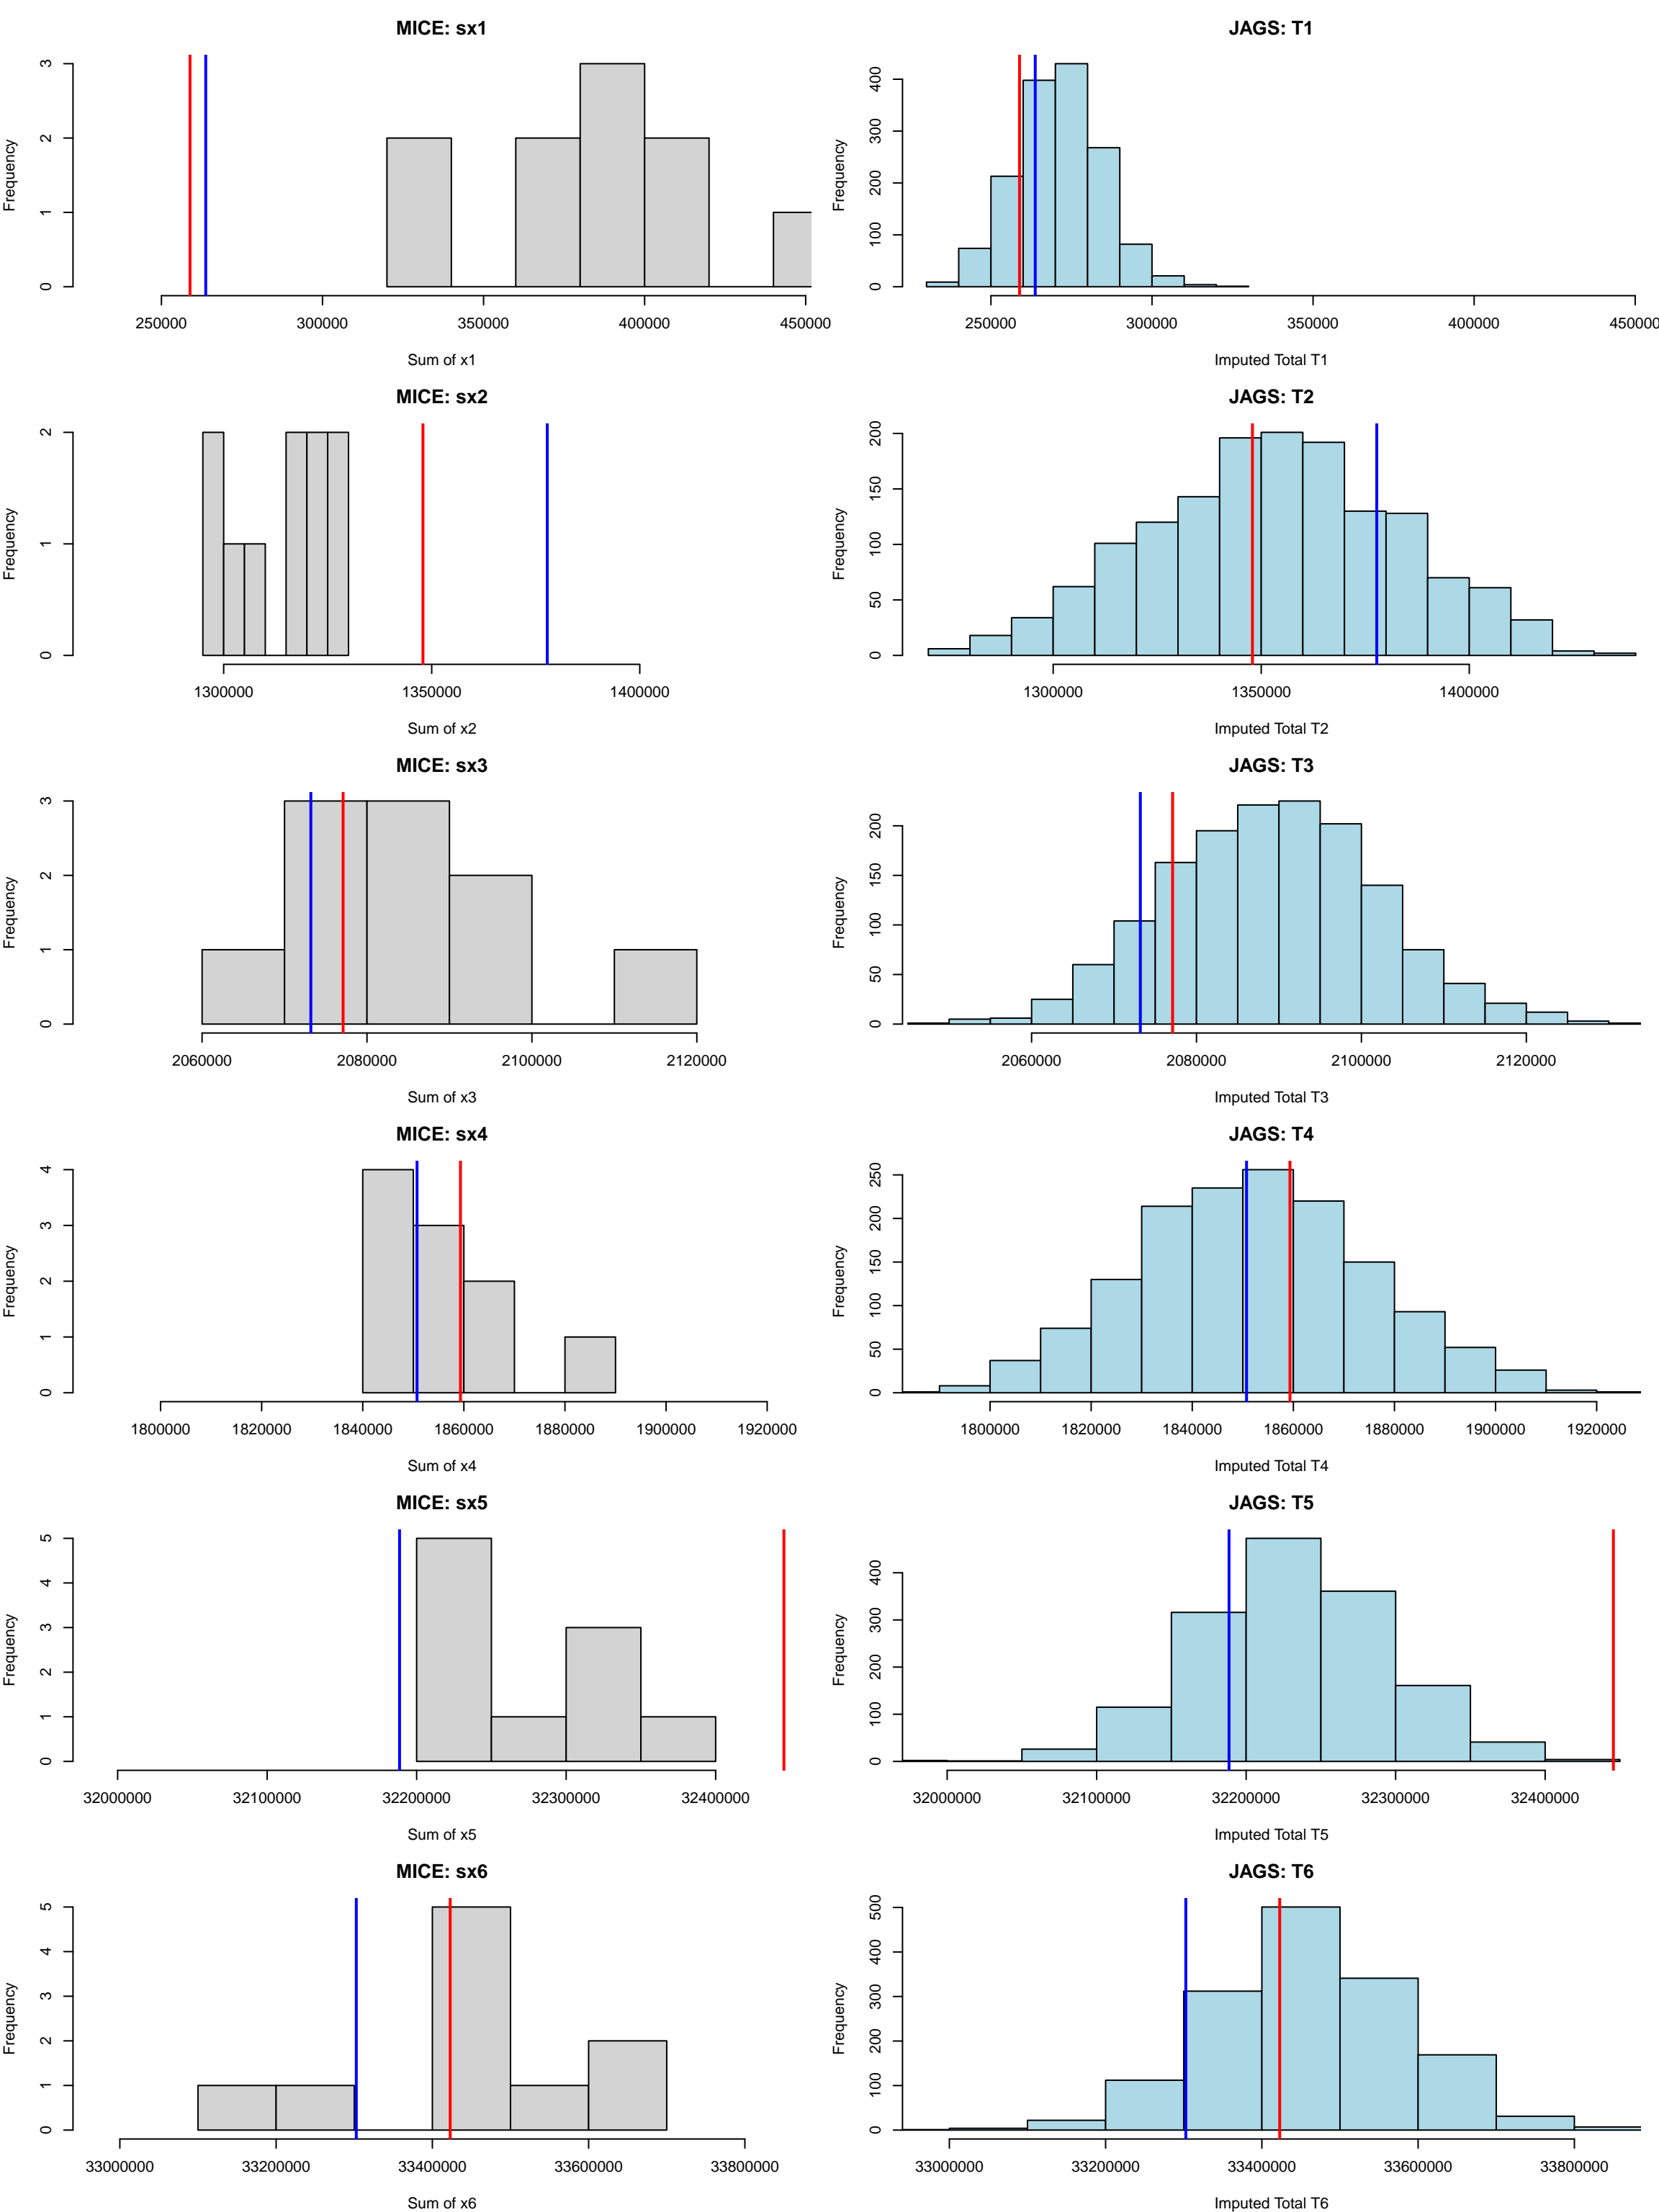 MICE: sx1
Frequency
3
2
1
0
250000 300000 350000 400000 450000
Sum of x1
JAGS: T1
Frequency
400
300
200
100
0
250000 300000 350000 400000 450000
Imputed Total T1
MICE: sx2
Frequency
2
1
0
1300000 1350000 1400000
Sum of x2
JAGS: T2
Frequency
200
150
100
50
0
1300000 1350000 1400000
Imputed Total T2
MICE: sx3
Frequency
3
2
1
0
2060000 2080000 2100000 2120000
Sum of x3
JAGS: T3
Frequency
200
150
100
50
0
2060000 2080000 2100000 2120000
Imputed Total T3
MICE: sx4
Frequency
4
3
2
1
0
1800000 1820000 1840000 1860000 1880000 1900000 1920000
Sum of x4
JAGS: T4
Frequency
250
200
150
100
50
0
1800000 1820000 1840000 1860000 1880000 1900000 1920000
Imputed Total T4
MICE: sx5
Frequency
5
4
3
2
1
0
32000000 32100000 32200000 32300000 32400000
Sum of x5
JAGS: T5
Frequency
400
300
200
100
0
32000000 32100000 32200000 32300000 32400000
Imputed Total T5
MICE: sx6
Frequency
5
4
3
2
1
0
33000000 33200000 33400000 33600000 33800000
Sum of x6
JAGS: T6
Frequency
500
400
300
200
100
0
33000000 33200000 33400000 33600000 33800000
Imputed Total T6